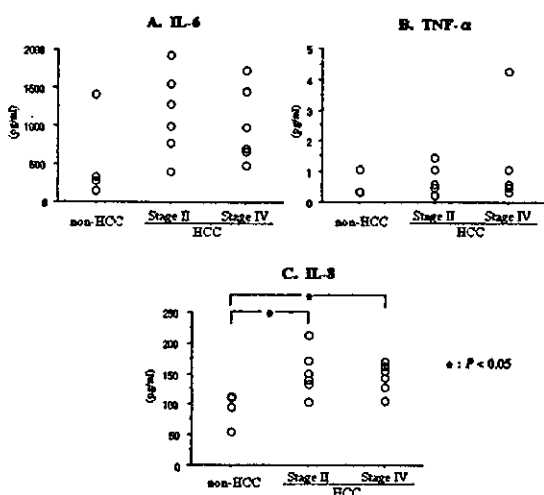 A. IL-6
2000
1500
1000
500
0
(pg/ml)
non-HCC Stage II Stage IV
HCC
B. TNF-α
5
4
3
2
1
0
(pg/ml)
non-HCC Stage II Stage IV
HCC
C. IL-8
250
200
150
100
50
0
(pg/ml)
* : P < 0.05
non-HCC Stage II Stage IV
HCC